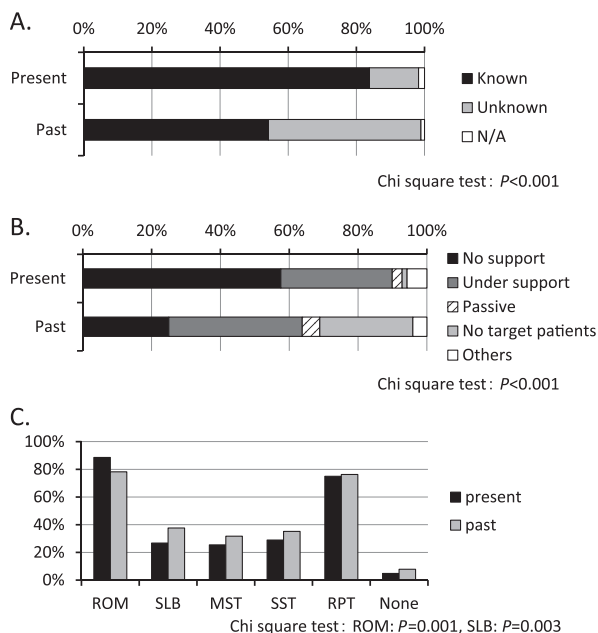 A.
0% 20% 40% 60% 80% 100%
Present
Past
Known
Unknown
N/A
Chi square test: P<0.001
B.
0% 20% 40% 60% 80% 100%
Present
Past
No support
Under support
Passive
No target patients
Others
Chi square test: P<0.001
C.
100%
80%
60%
40%
20%
0%
ROM SLB MST SST RPT None
present
past
Chi square test: ROM: P=0.001, SLB: P=0.003